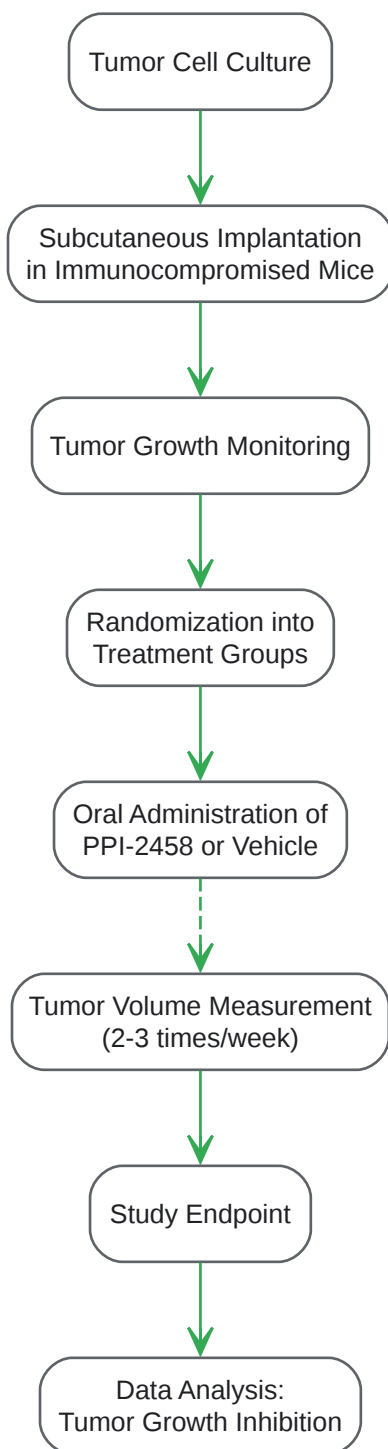 Tumor Cell Culture
Subcutaneous Implantation
in Immunocompromised Mice
Tumor Growth Monitoring
Randomization into
Treatment Groups
Oral Administration of
PPI-2458 or Vehicle
Tumor Volume Measurement
(2-3 times/week)
Study Endpoint
Data Analysis:
Tumor Growth Inhibition